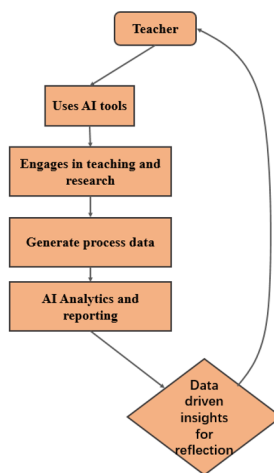 Teacher
Uses AI tools
Engages in teaching and
research
Generate process data
AI Analytics and
reporting
Data
driven
insights
for
reflection